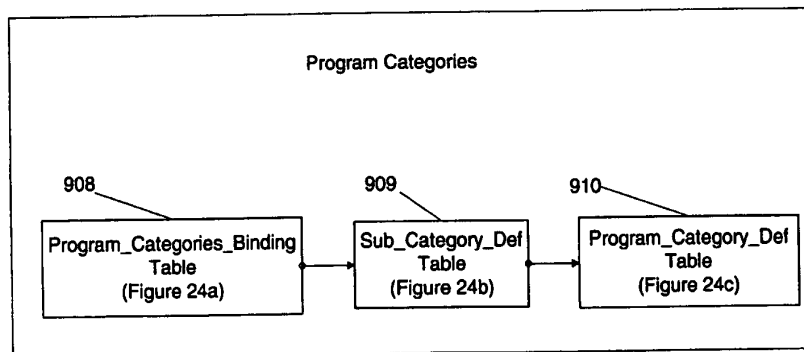 Program Categories
908
909
910
Program_Categories_Binding
Table
(Figure 24a)
Sub_Category_Def
Table
(Figure 24b)
Program_Category_Def
Table
(Figure 24c)